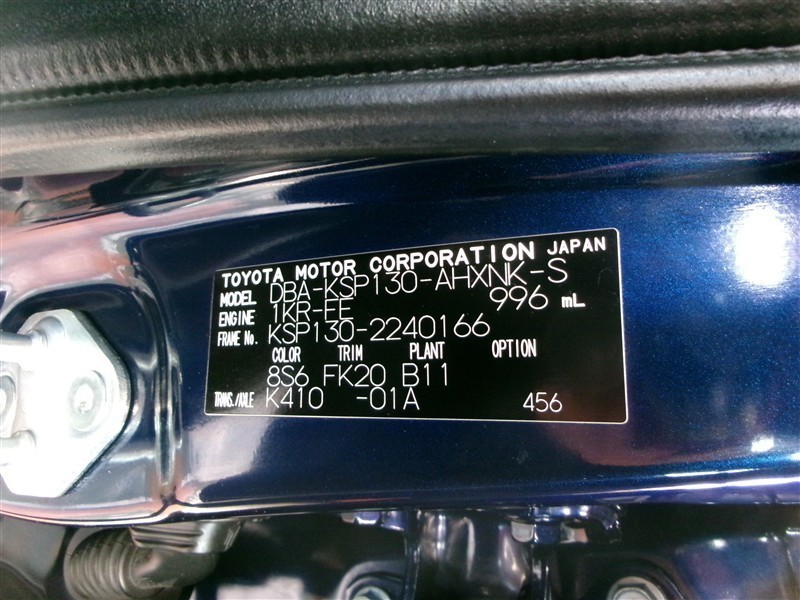 TOYOTA MOTOR CORPORATION JAPAN
MODEL DBA-KSP130-AHXNK-S
ENGINE 1KR-FE 996 mL
FRAME No. KSP130-2240166
COLOR TRIM PLANT OPTION
8S6 FK20 B11
TRANS./AXLE K410 -01A 456